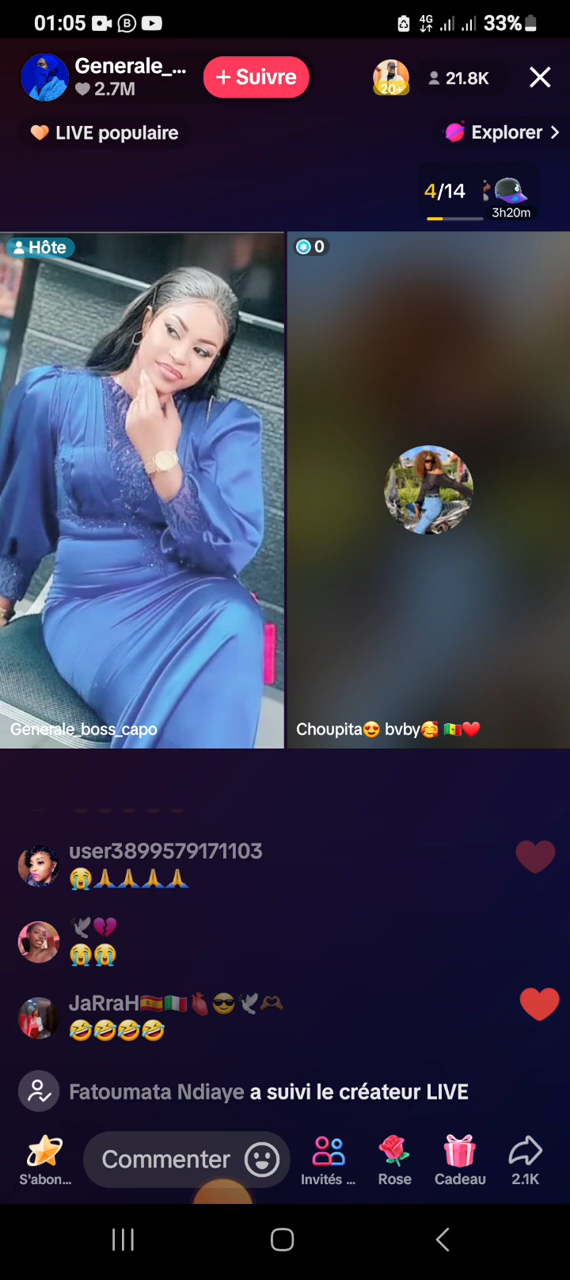 01:05
4G
33%
Generale_...
2.7M
+ Suivre
20+
21.8K
LIVE populaire
Explorer >
4/14
3h20m
Hôte
0
Generale_boss_capo
Choupita😍 bvby🥰 🇸🇳❤️
user3899579171103
😭🙏🙏🙏🙏
🕊💔
😭😭
JaRraH🇪🇸🇮🇹🫀😎🕊🫶🏾
🤣🤣🤣🤣
Fatoumata Ndiaye a suivi le créateur LIVE
Commenter
S'abon...
Invités ...
Rose
Cadeau
2.1K